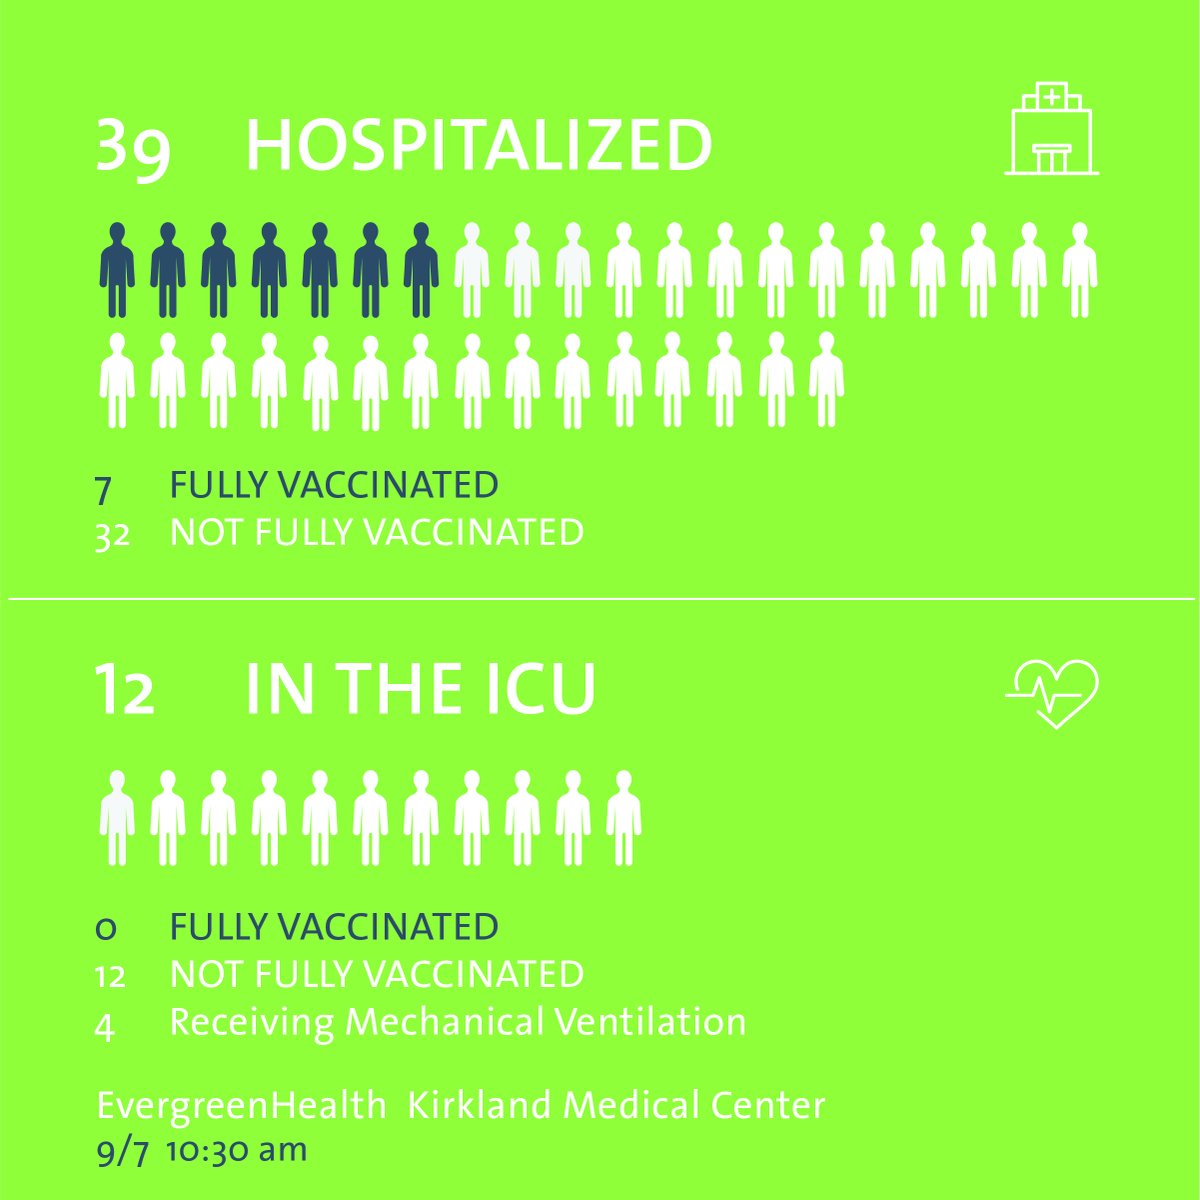 39 HOSPITALIZED
7 FULLY VACCINATED
32 NOT FULLY VACCINATED
12 IN THE ICU
0 FULLY VACCINATED
12 NOT FULLY VACCINATED
4 Receiving Mechanical Ventilation
EvergreenHealth Kirkland Medical Center
9/7 10:30 am